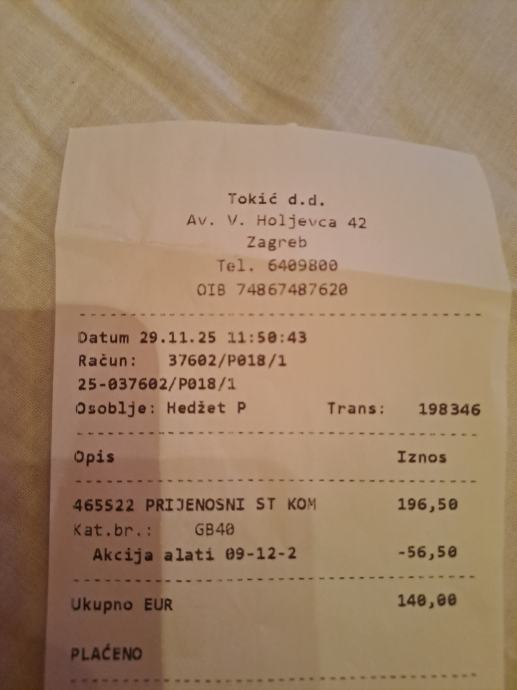 Tokić d.d.
Av. V. Holjevca 42
Zagreb
Tel. 6409800
OIB 74867487620
Datum 29.11.25 11:50:43
Račun: 37602/P018/1
25-037602/P018/1
Osoblje: Hedžet P Trans: 198346
Opis Iznos
465522 PRIJENOSNI ST KOM 196,50
Kat.br.: GB40
Akcija alati 09-12-2 -56,50
Ukupno EUR 140,00
PLAĆENO